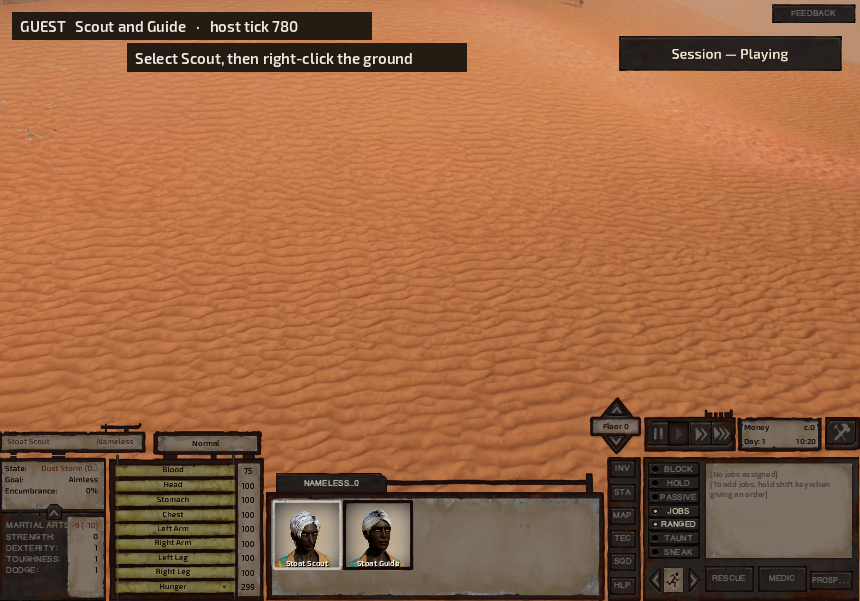 GUEST Scout and Guide · host tick 780
FEEDBACK
Select Scout, then right-click the ground
Session — Playing
Floor 0
Money c.0
Day: 1 10:20
Stoat Scout Nameless
Normal
State: Dust Storm (D...
Goal: Aimless
Encumbrance: 0%
MARTIAL ARTS -9 (-10)
STRENGTH: 0
DEXTERITY: 1
TOUGHNESS: 1
DODGE: 1
Blood 75
Head 100
Stomach 100
Chest 100
Left Arm 100
Right Arm 100
Left Leg 100
Right Leg 100
Hunger < 299
NAMELESS..0
Stoat Scout
Stoat Guide
INV
STA
MAP
TEC
SQD
HLP
BLOCK
HOLD
PASSIVE
JOBS
RANGED
TAUNT
SNEAK
[No jobs assigned]
[To add jobs, hold shift key when
giving an order]
RESCUE
MEDIC
PROSP...